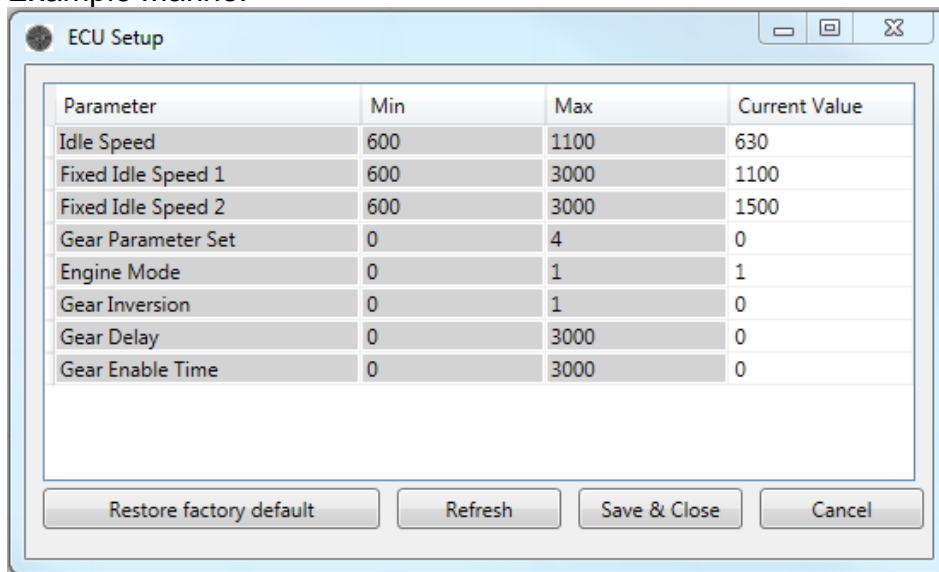 Example Marine:
ECU Setup
Parameter Min Max Current Value
Idle Speed 600 1100 630
Fixed Idle Speed 1 600 3000 1100
Fixed Idle Speed 2 600 3000 1500
Gear Parameter Set 0 4 0
Engine Mode 0 1 1
Gear Inversion 0 1 0
Gear Delay 0 3000 0
Gear Enable Time 0 3000 0
Restore factory default Refresh Save & Close Cancel